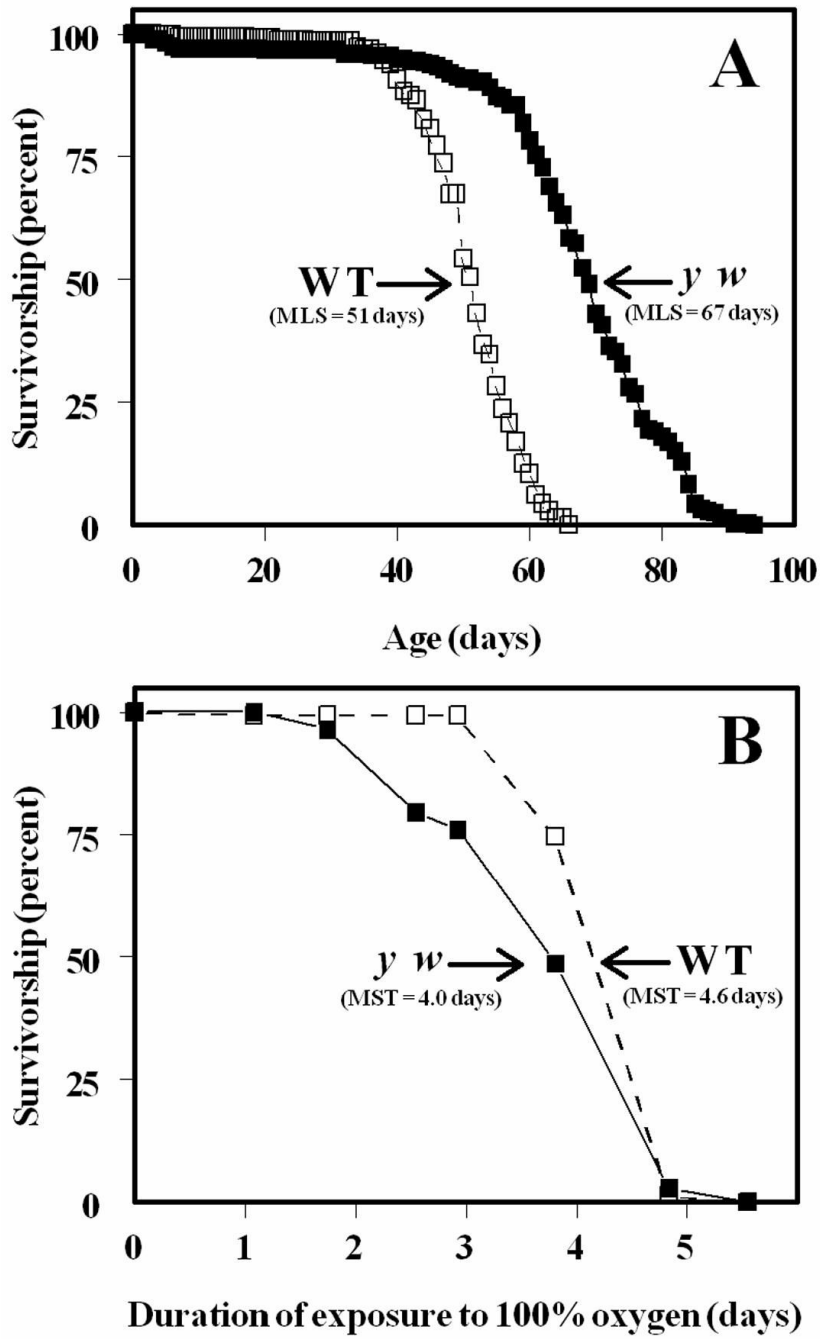 A
Survivorship (percent)
100
75
50
25
0
WT
(MLS = 51 days)
y w
(MLS = 67 days)
0 20 40 60 80 100
Age (days)
B
Survivorship (percent)
100
75
50
25
0
y w
(MST = 4.0 days)
WT
(MST = 4.6 days)
0 1 2 3 4 5
Duration of exposure to 100% oxygen (days)